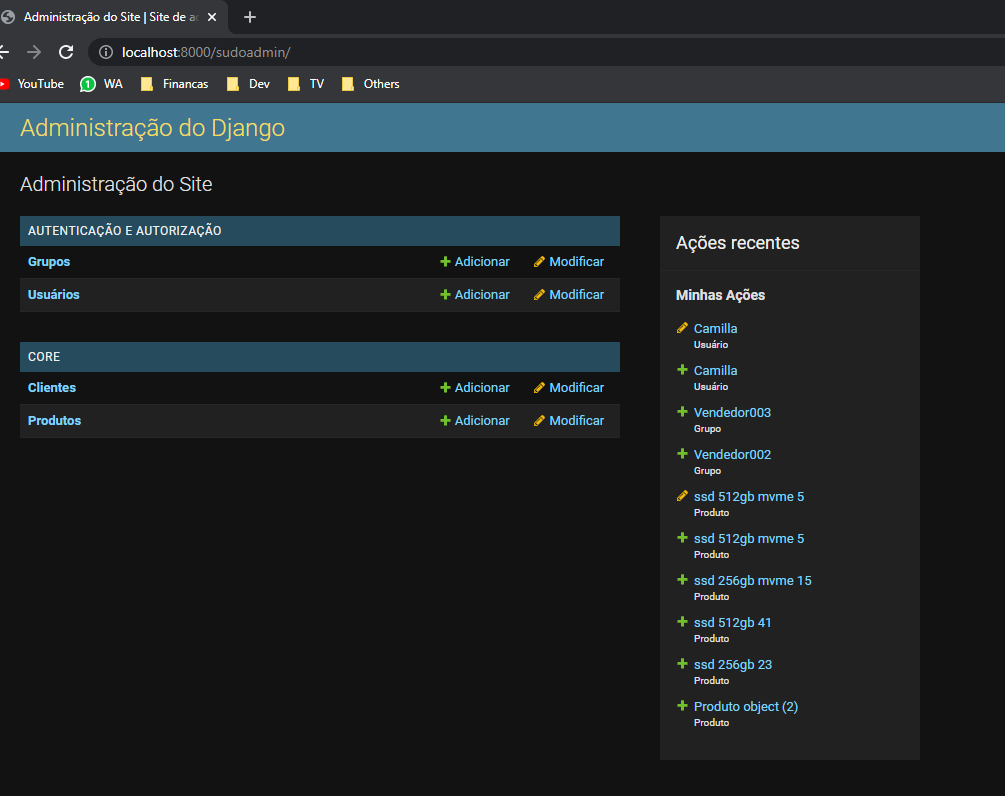 Administração do Site | Site de ad
localhost:8000/sudoadmin/
YouTube
1 WA
Financas
Dev
TV
Others
Administração do Django
Administração do Site
AUTENTICAÇÃO E AUTORIZAÇÃO
Grupos Adicionar Modificar
Usuários Adicionar Modificar
CORE
Clientes Adicionar Modificar
Produtos Adicionar Modificar
Ações recentes
Minhas Ações
Camilla
Usuário
Camilla
Usuário
Vendedor003
Grupo
Vendedor002
Grupo
ssd 512gb mvme 5
Produto
ssd 512gb mvme 5
Produto
ssd 256gb mvme 15
Produto
ssd 512gb 41
Produto
ssd 256gb 23
Produto
Produto object (2)
Produto